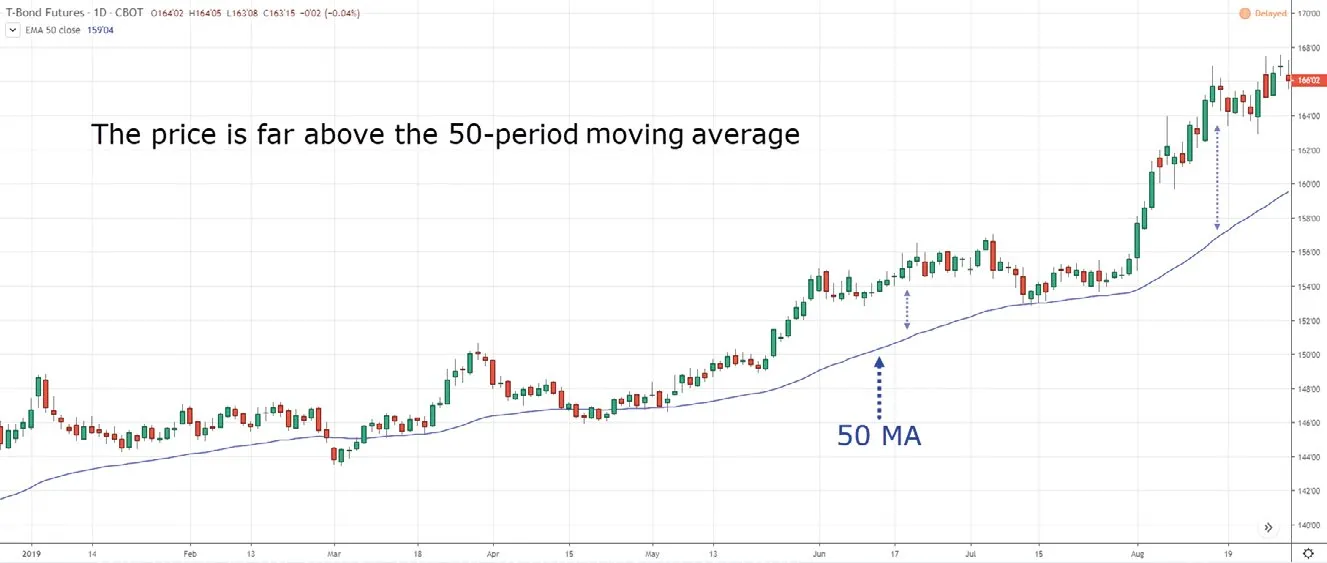 T-Bond Futures · 1D · CBOT O164'02 H164'05 L163'08 C163'15 −0'02 (−0.04%)
Delayed
EMA 50 close 159'04
The price is far above the 50-period moving average
50 MA
170'00
168'00
166'02
164'00
162'00
160'00
158'00
156'00
154'00
152'00
150'00
148'00
146'00
144'00
142'00
140'00
2019 14 Feb 13 Mar 18 Apr 15 May 13 Jun 17 Jul 15 Aug 19